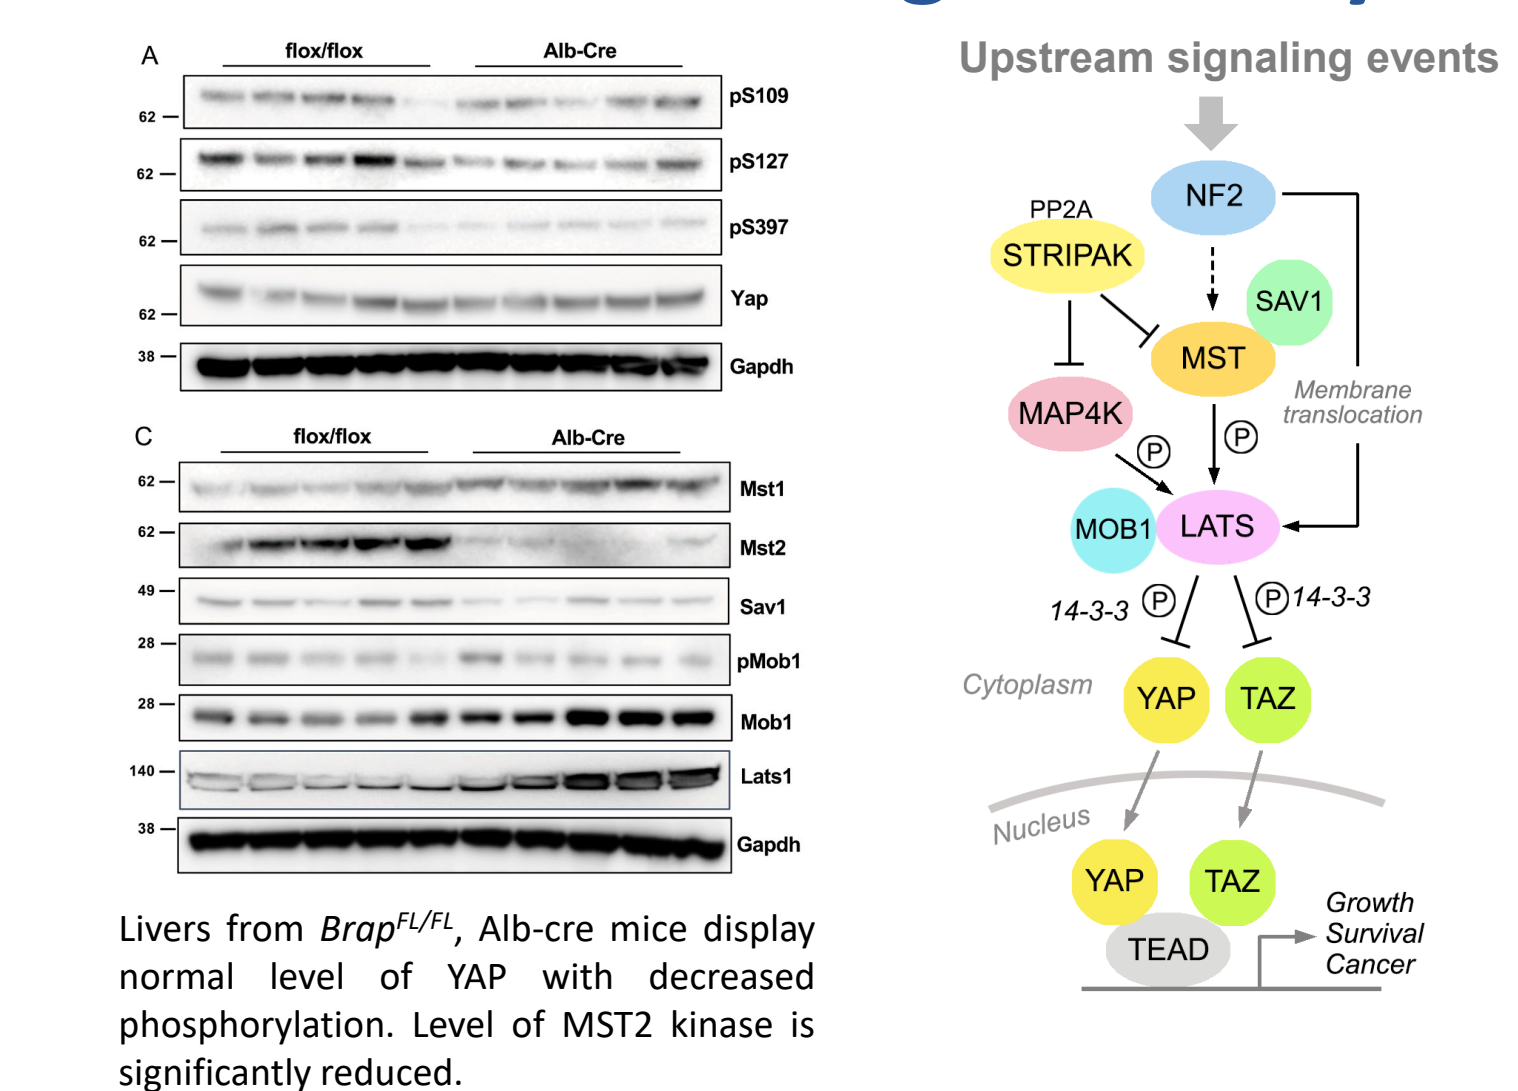 A
flox/flox
Alb-Cre
62
pS109
62
pS127
62
pS397
62
Yap
38
Gapdh
C
flox/flox
Alb-Cre
62
Mst1
62
Mst2
49
Sav1
28
pMob1
28
Mob1
140
Lats1
38
Gapdh
Livers from Brap^FL/FL, Alb-cre mice display
normal level of YAP with decreased
phosphorylation. Level of MST2 kinase is
significantly reduced.
Upstream signaling events
NF2
PP2A
STRIPAK
SAV1
MST
MAP4K
Membrane
translocation
P
P
MOB1
LATS
14-3-3
P
P
14-3-3
Cytoplasm
YAP
TAZ
Nucleus
YAP
TAZ
TEAD
Growth
Survival
Cancer